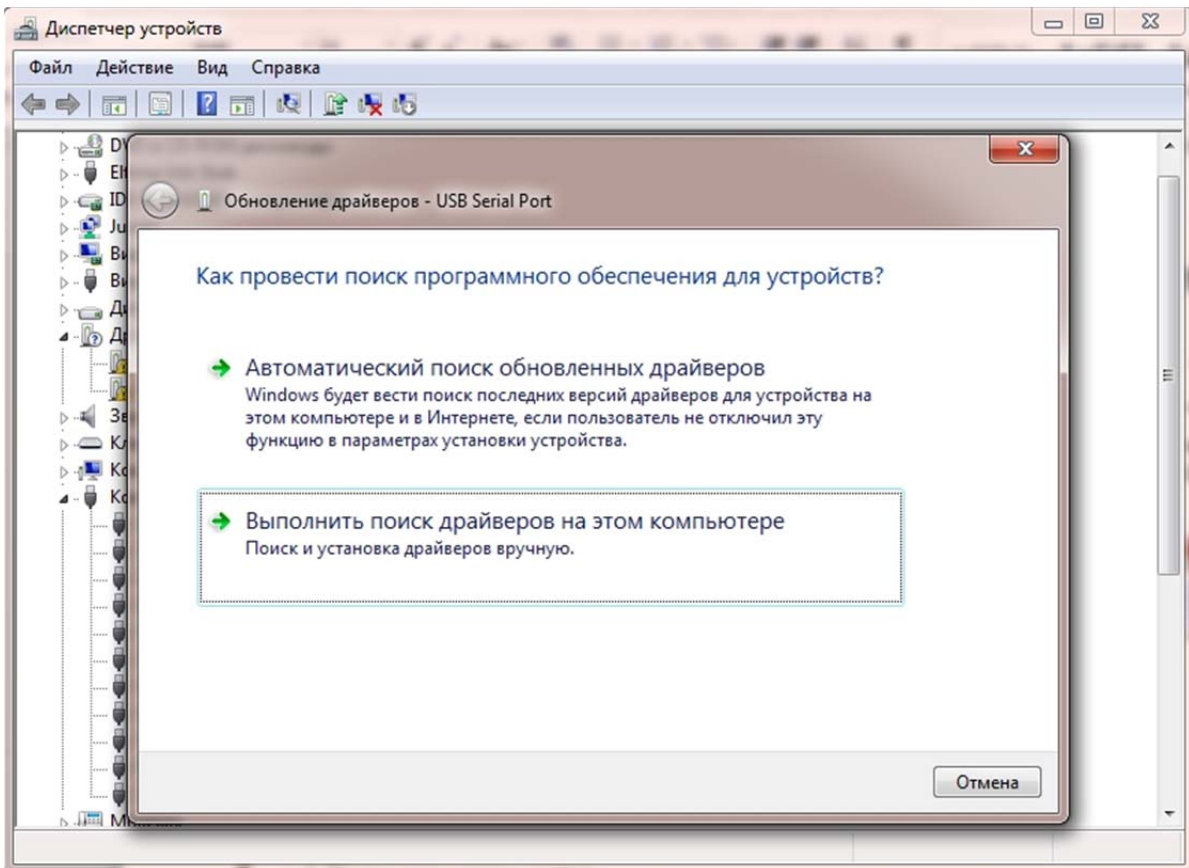 Диспетчер устройств
Файл Действие Вид Справка
Обновление драйверов - USB Serial Port
Как провести поиск программного обеспечения для устройств?
Автоматический поиск обновленных драйверов
Windows будет вести поиск последних версий драйверов для устройства на
этом компьютере и в Интернете, если пользователь не отключил эту
функцию в параметрах установки устройства.
Выполнить поиск драйверов на этом компьютере
Поиск и установка драйверов вручную.
Отмена